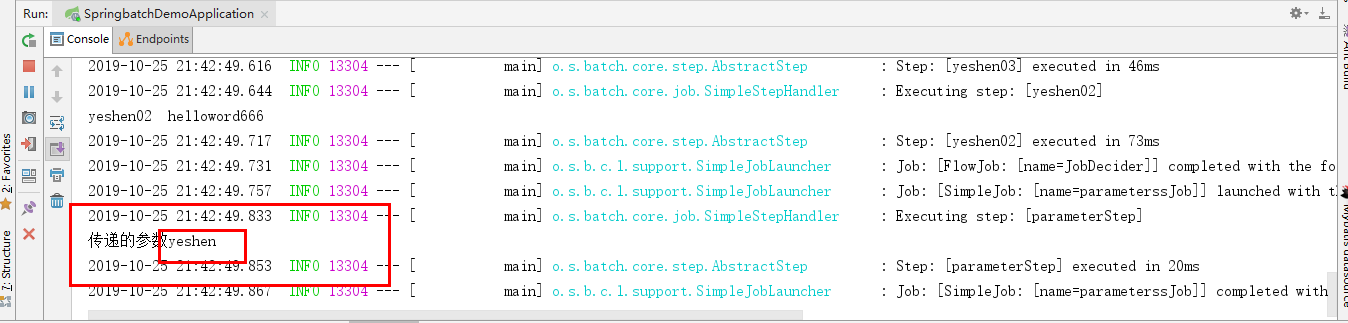 Run: SpringbatchDemoApplication
Console Endpoints
2019-10-25 21:42:49.616 INFO 13304 --- [ main] o.s.batch.core.step.AbstractStep : Step: [yeshen03] executed in 46ms
2019-10-25 21:42:49.644 INFO 13304 --- [ main] o.s.batch.core.job.SimpleStepHandler : Executing step: [yeshen02]
yeshen02 helloword666
2019-10-25 21:42:49.717 INFO 13304 --- [ main] o.s.batch.core.step.AbstractStep : Step: [yeshen02] executed in 73ms
2019-10-25 21:42:49.731 INFO 13304 --- [ main] o.s.b.c.l.support.SimpleJobLauncher : Job: [FlowJob: [name=JobDecider]] completed with the fo
2019-10-25 21:42:49.757 INFO 13304 --- [ main] o.s.b.c.l.support.SimpleJobLauncher : Job: [SimpleJob: [name=parameterssJob]] launched with t
2019-10-25 21:42:49.833 INFO 13304 --- [ main] o.s.batch.core.job.SimpleStepHandler : Executing step: [parameterStep]
传递的参数yeshen
2019-10-25 21:42:49.853 INFO 13304 --- [ main] o.s.batch.core.step.AbstractStep : Step: [parameterStep] executed in 20ms
2019-10-25 21:42:49.867 INFO 13304 --- [ main] o.s.b.c.l.support.SimpleJobLauncher : Job: [SimpleJob: [name=parameterssJob]] completed with
2: Favorites
7: Structure